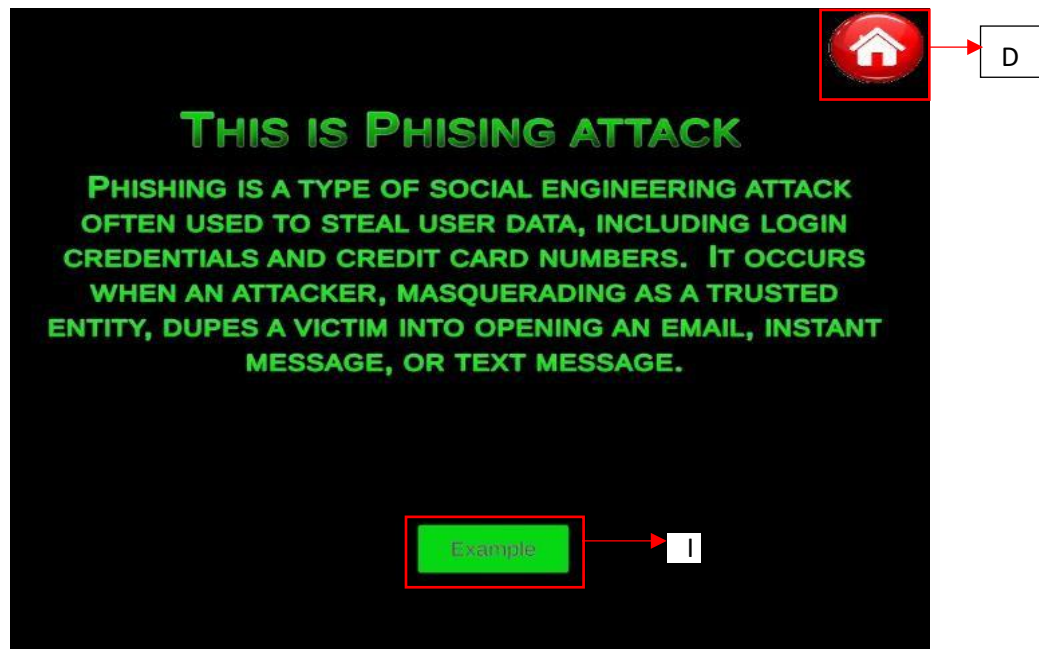 D
THIS IS PHISING ATTACK
PHISHING IS A TYPE OF SOCIAL ENGINEERING ATTACK
OFTEN USED TO STEAL USER DATA, INCLUDING LOGIN
CREDENTIALS AND CREDIT CARD NUMBERS. IT OCCURS
WHEN AN ATTACKER, MASQUERADING AS A TRUSTED
ENTITY, DUPES A VICTIM INTO OPENING AN EMAIL, INSTANT
MESSAGE, OR TEXT MESSAGE.
Example
I